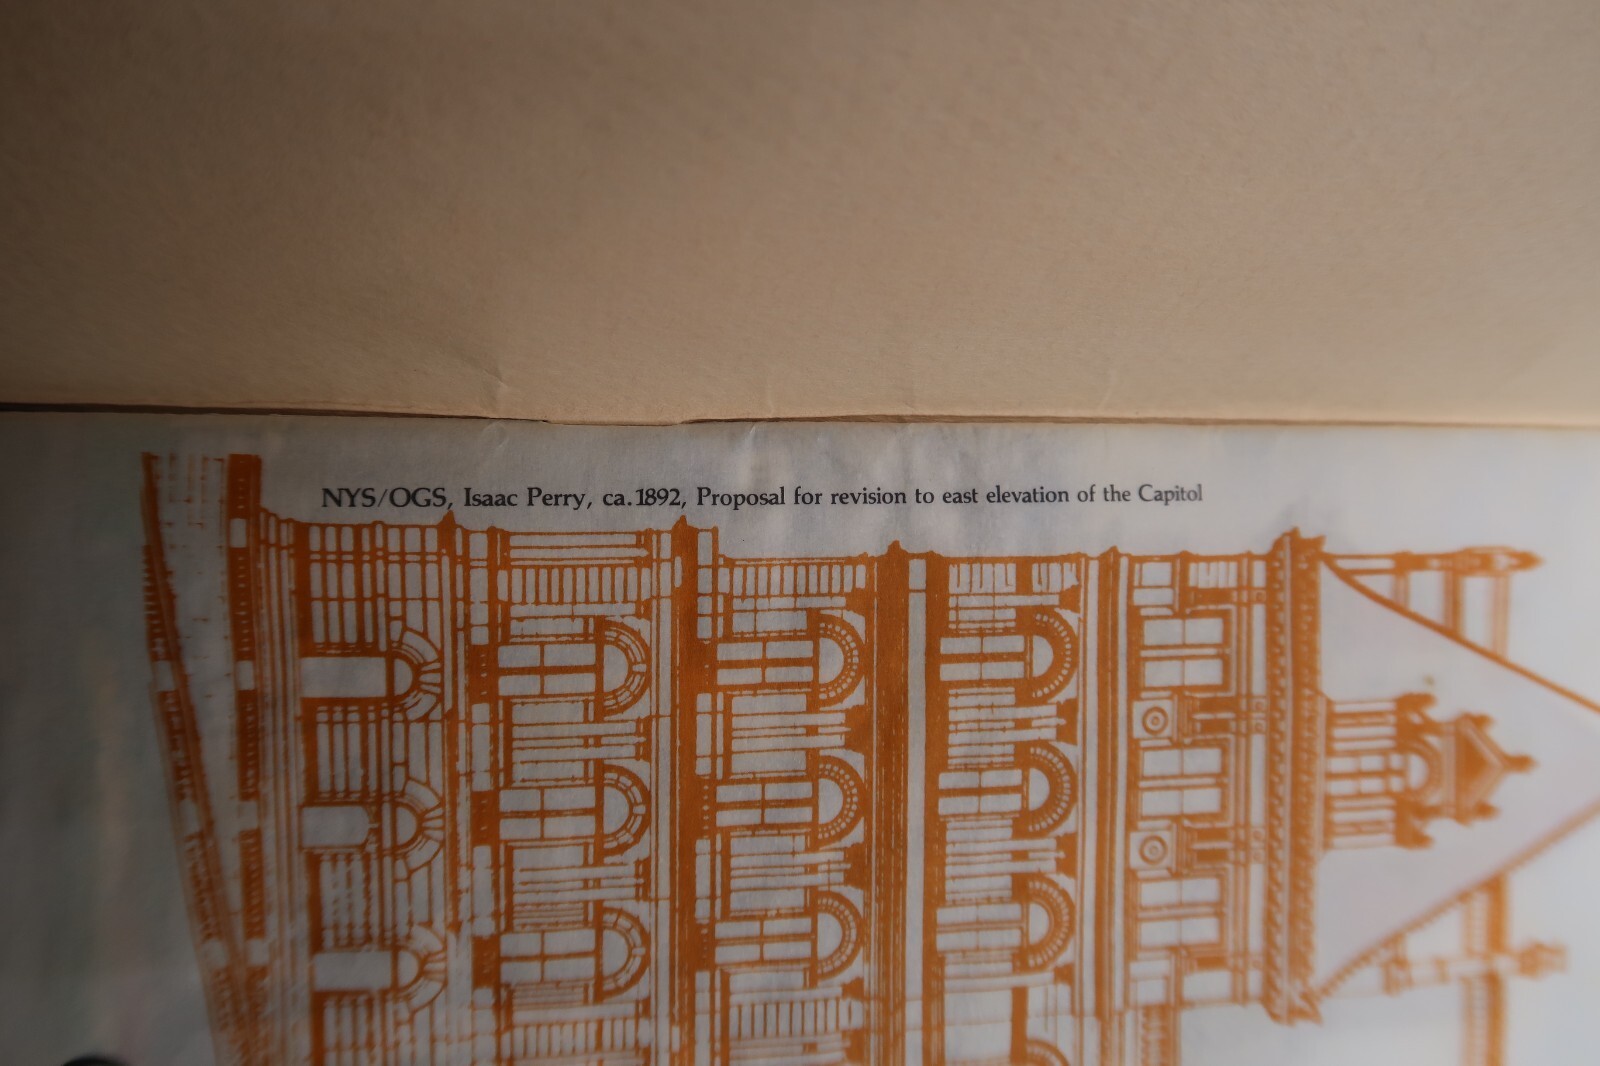 NYS/OGS, Isaac Perry, ca.1892, Proposal for revision to east elevation of the Capitol